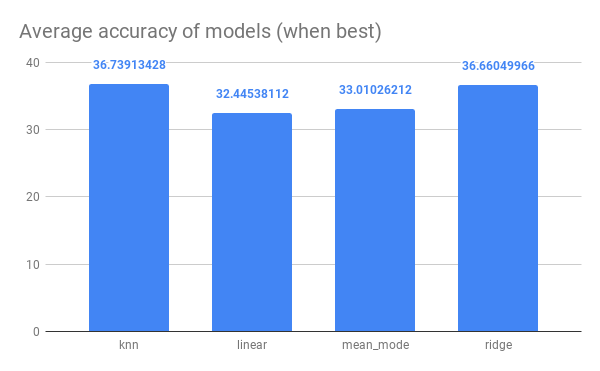 Average accuracy of models (when best)
40
30
20
10
0
36.73913428
32.44538112
33.01026212
36.66049966
knn
linear
mean_mode
ridge